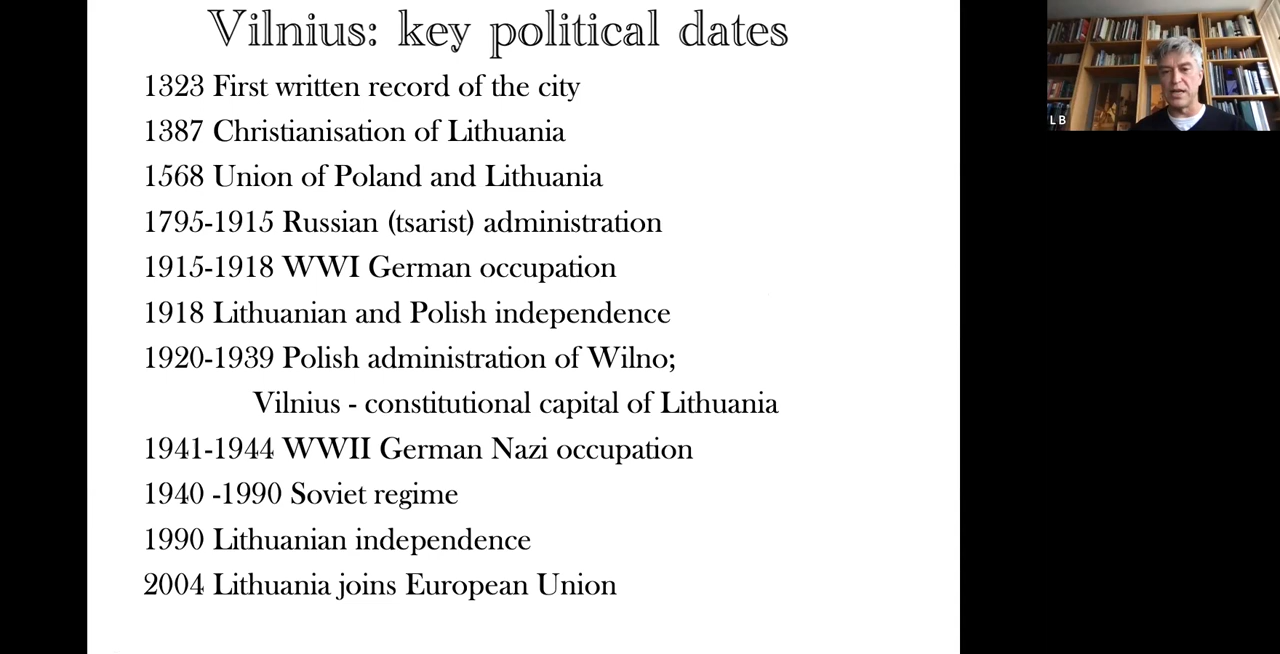 Vilnius: key political dates
1323 First written record of the city
1387 Christianisation of Lithuania
1568 Union of Poland and Lithuania
1795-1915 Russian (tsarist) administration
1915-1918 WWI German occupation
1918 Lithuanian and Polish independence
1920-1939 Polish administration of Wilno;
Vilnius - constitutional capital of Lithuania
1941-1944 WWII German Nazi occupation
1940 -1990 Soviet regime
1990 Lithuanian independence
2004 Lithuania joins European Union
L B